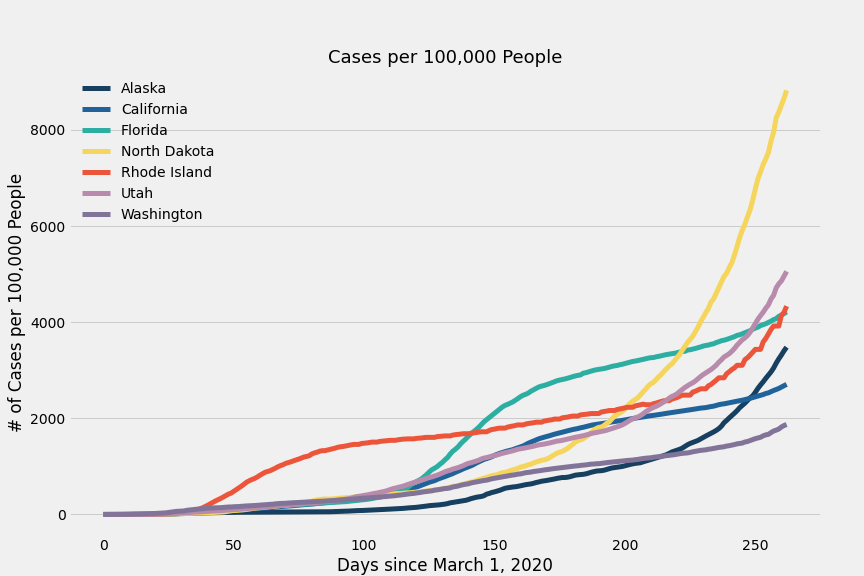 Cases per 100,000 People
Alaska
California
Florida
North Dakota
Rhode Island
Utah
Washington
# of Cases per 100,000 People
8000
6000
4000
2000
0
0 50 100 150 200 250
Days since March 1, 2020